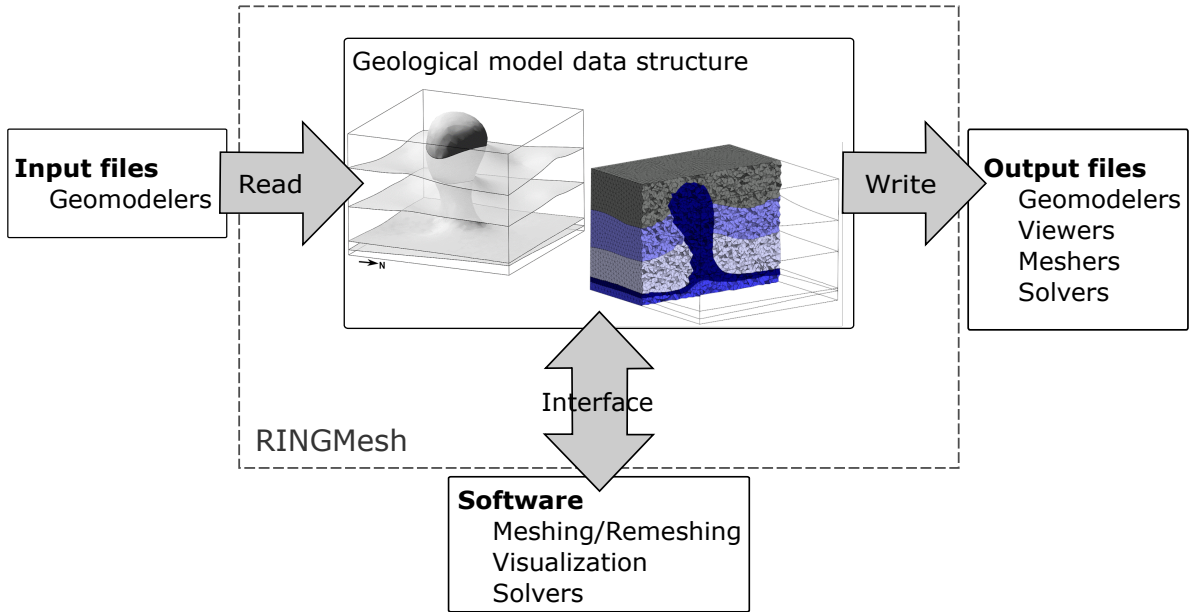 Geological model data structure
Input files
Geomodelers
Read
N
Write
Output files
Geomodelers
Viewers
Meshers
Solvers
Interface
RINGMesh
Software
Meshing/Remeshing
Visualization
Solvers